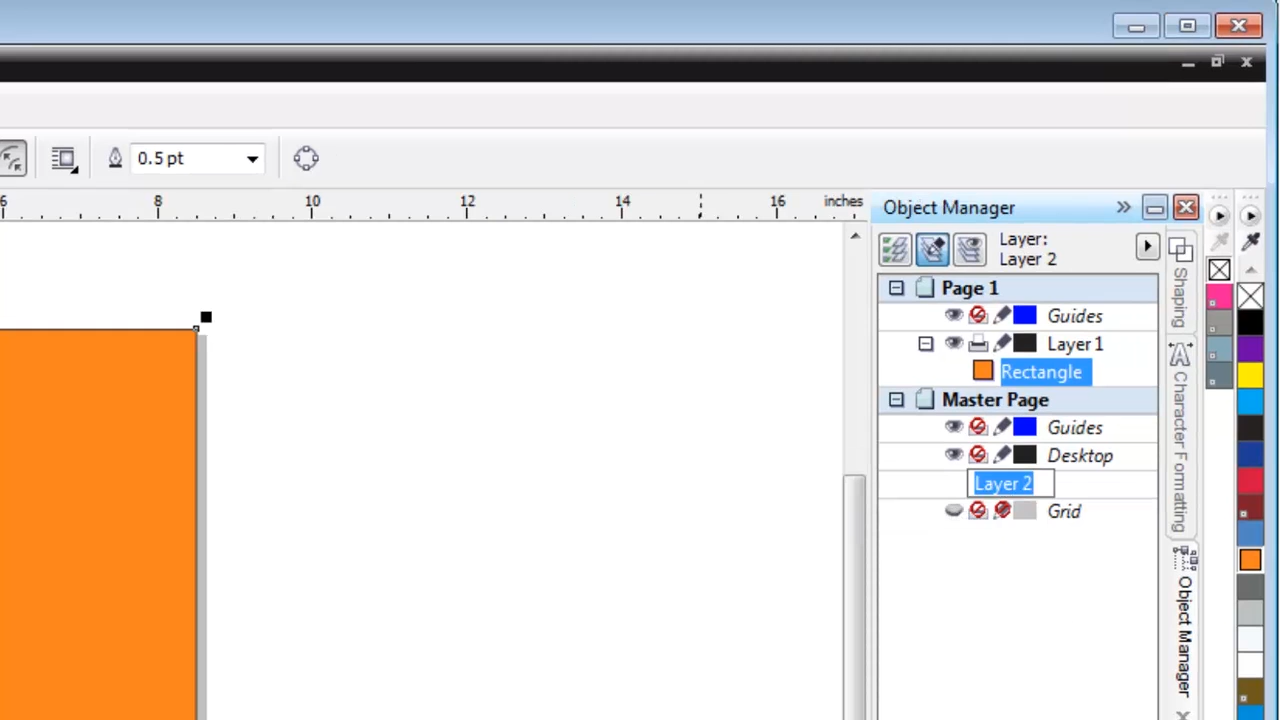 0.5 pt
6 8 10 12 14 16 inches
Object Manager
Layer:
Layer 2
Page 1
Guides
Layer 1
Rectangle
Master Page
Guides
Desktop
Layer 2
Grid
Shaping
Character Formatting
Object Manager